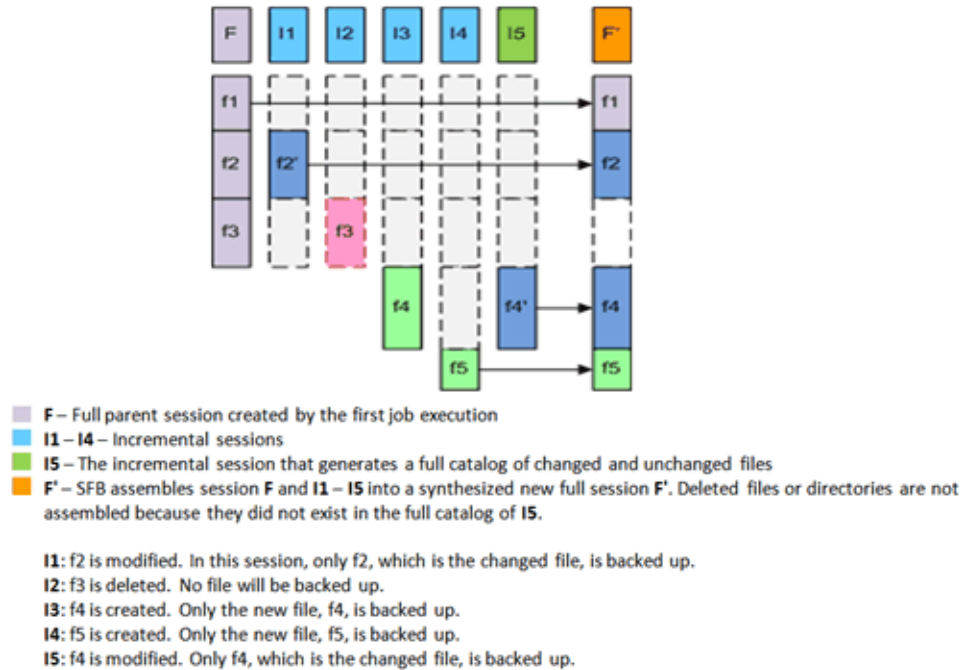 F I1 I2 I3 I4 I5 F'
f1 f1
f2 f2' f2
f3 f3
f4 f4' f4
f5 f5
F – Full parent session created by the first job execution
I1 – I4 – Incremental sessions
I5 – The incremental session that generates a full catalog of changed and unchanged files
F' – SFB assembles session F and I1 – I5 into a synthesized new full session F'. Deleted files or directories are not
assembled because they did not exist in the full catalog of I5.
I1: f2 is modified. In this session, only f2, which is the changed file, is backed up.
I2: f3 is deleted. No file will be backed up.
I3: f4 is created. Only the new file, f4, is backed up.
I4: f5 is created. Only the new file, f5, is backed up.
I5: f4 is modified. Only f4, which is the changed file, is backed up.